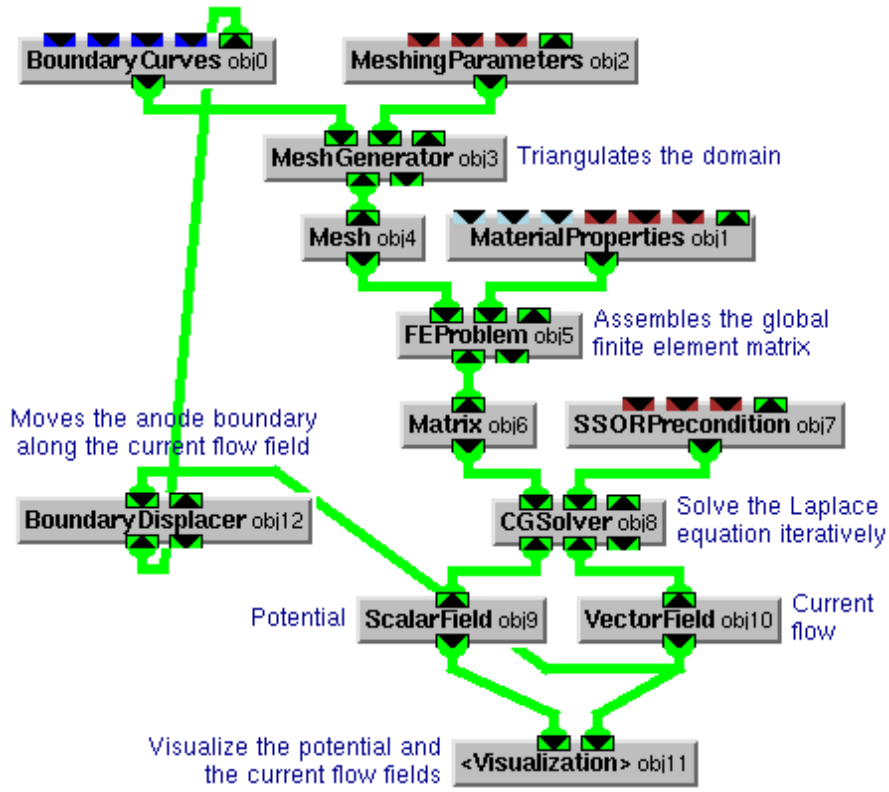 BoundaryCurves obj0
MeshingParameters obj2
MeshGenerator obj3
Triangulates the domain
Mesh obj4
MaterialProperties obj1
FEProblem obj5
Assembles the global
finite element matrix
Moves the anode boundary
along the current flow field
Matrix obj6
SSORPrecondition obj7
BoundaryDisplacer obj12
CGSolver obj8
Solve the Laplace
equation iteratively
Potential
ScalarField obj9
VectorField obj10
Current
flow
Visualize the potential and
the current flow fields
<Visualization> obj11